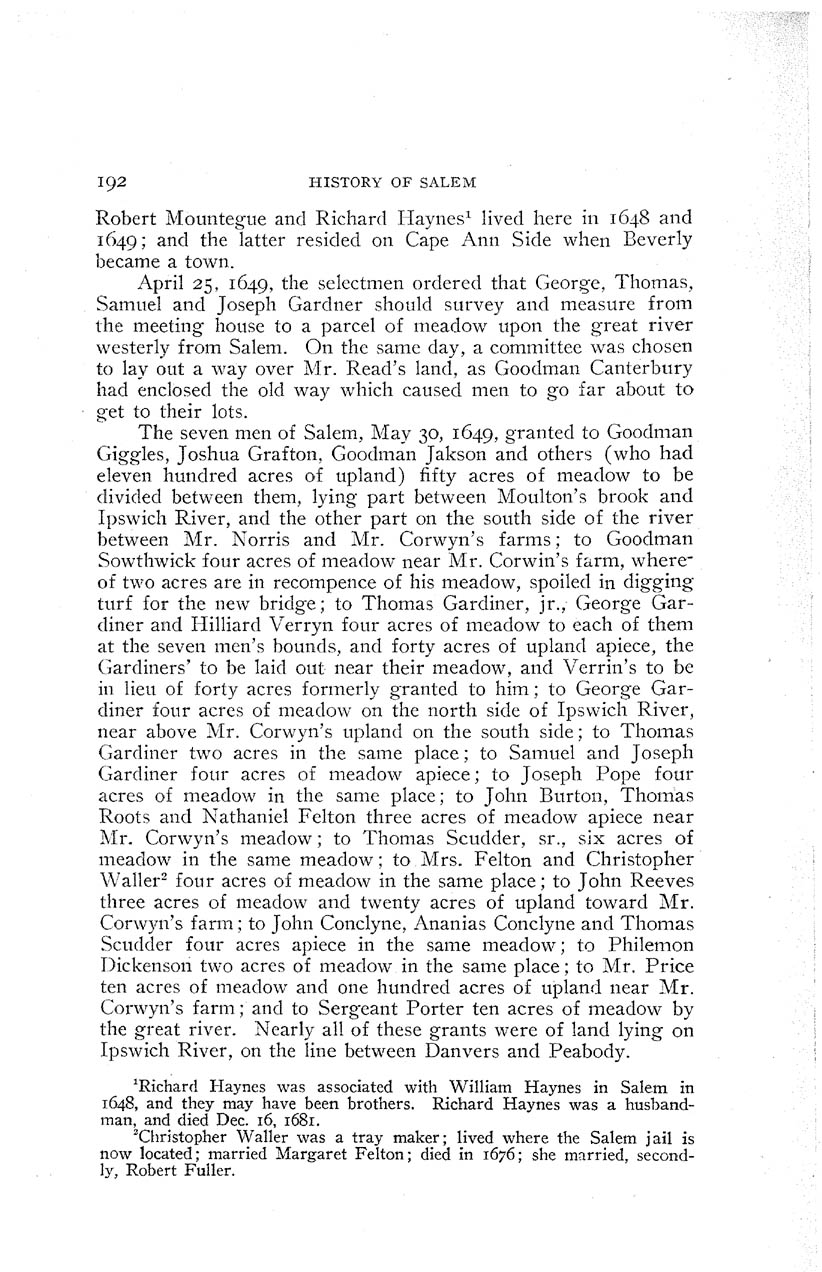 192 HISTORY OF SALEM
Robert Mountegue and Richard Haynes¹ lived here in 1648 and
1649; and the latter resided on Cape Ann Side when Beverly
became a town.
April 25, 1649, the selectmen ordered that George, Thomas,
Samuel and Joseph Gardner should survey and measure from
the meeting house to a parcel of meadow upon the great river
westerly from Salem. On the same day, a committee was chosen
to lay out a way over Mr. Read's land, as Goodman Canterbury
had enclosed the old way which caused men to go far about to
get to their lots.
The seven men of Salem, May 30, 1649, granted to Goodman
Giggles, Joshua Grafton, Goodman Jakson and others (who had
eleven hundred acres of upland) fifty acres of meadow to be
divided between them, lying part between Moulton's brook and
Ipswich River, and the other part on the south side of the river
between Mr. Norris and Mr. Corwyn's farms; to Goodman
Sowthwick four acres of meadow near Mr. Corwin's farm, where-
of two acres are in recompence of his meadow, spoiled in digging
turf for the new bridge; to Thomas Gardiner, jr., George Gar-
diner and Hilliard Verryn four acres of meadow to each of them
at the seven men's bounds, and forty acres of upland apiece, the
Gardiners' to be laid out near their meadow, and Verrin's to be
in lieu of forty acres formerly granted to him; to George Gar-
diner four acres of meadow on the north side of Ipswich River,
near above Mr. Corwyn's upland on the south side; to Thomas
Gardiner two acres in the same place; to Samuel and Joseph
Gardiner four acres of meadow apiece; to Joseph Pope four
acres of meadow in the same place; to John Burton, Thomas
Roots and Nathaniel Felton three acres of meadow apiece near
Mr. Corwyn's meadow; to Thomas Scudder, sr., six acres of
meadow in the same meadow; to Mrs. Felton and Christopher
Waller² four acres of meadow in the same place; to John Reeves
three acres of meadow and twenty acres of upland toward Mr.
Corwyn's farm; to John Conclyne, Ananias Conclyne and Thomas
Scudder four acres apiece in the same meadow; to Philemon
Dickenson two acres of meadow in the same place; to Mr. Price
ten acres of meadow and one hundred acres of upland near Mr.
Corwyn's farm; and to Sergeant Porter ten acres of meadow by
the great river. Nearly all of these grants were of land lying on
Ipswich River, on the line between Danvers and Peabody.
¹Richard Haynes was associated with William Haynes in Salem in
1648, and they may have been brothers. Richard Haynes was a husband-
man, and died Dec. 16, 1681.
²Christopher Waller was a tray maker; lived where the Salem jail is
now located; married Margaret Felton; died in 1676; she married, second-
ly, Robert Fuller.